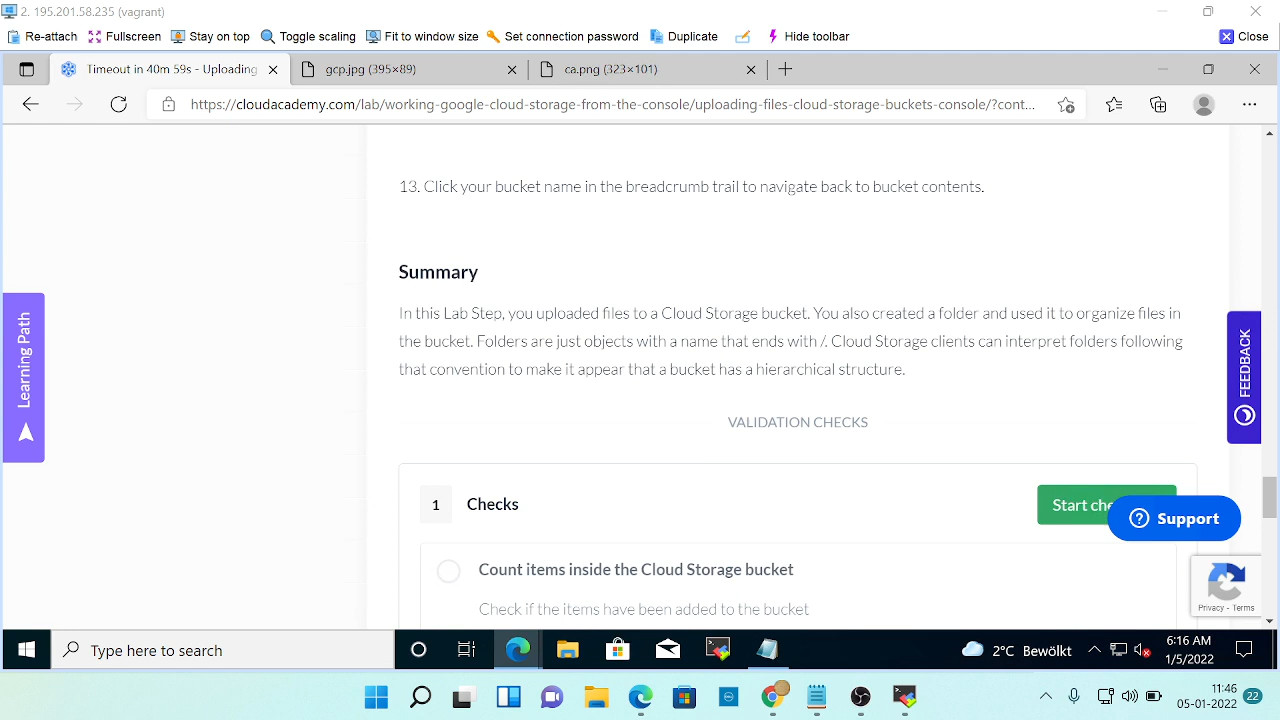 2. 195.201.58.235 (vagrant)
Re-attach Fullscreen Stay on top Toggle scaling Fit to window size Set connection password Duplicate Hide toolbar Close
Timeout in 40m 59s - Uploading gcp.jpg (395×89) ca.png (323×101)
https://cloudacademy.com/lab/working-google-cloud-storage-from-the-console/uploading-files-cloud-storage-buckets-console/?cont...
13. Click your bucket name in the breadcrumb trail to navigate back to bucket contents.
Summary
In this Lab Step, you uploaded files to a Cloud Storage bucket. You also created a folder and used it to organize files in
the bucket. Folders are just objects with a name that ends with /. Cloud Storage clients can interpret folders following
that convention to make it appear that a bucket has a hierarchical structure.
Learning Path
FEEDBACK
VALIDATION CHECKS
1 Checks
Start che
Support
Count items inside the Cloud Storage bucket
Check if the items have been added to the bucket
Privacy - Terms
Type here to search
2°C Bewölkt
6:16 AM
1/5/2022
11:46
05-01-2022
22